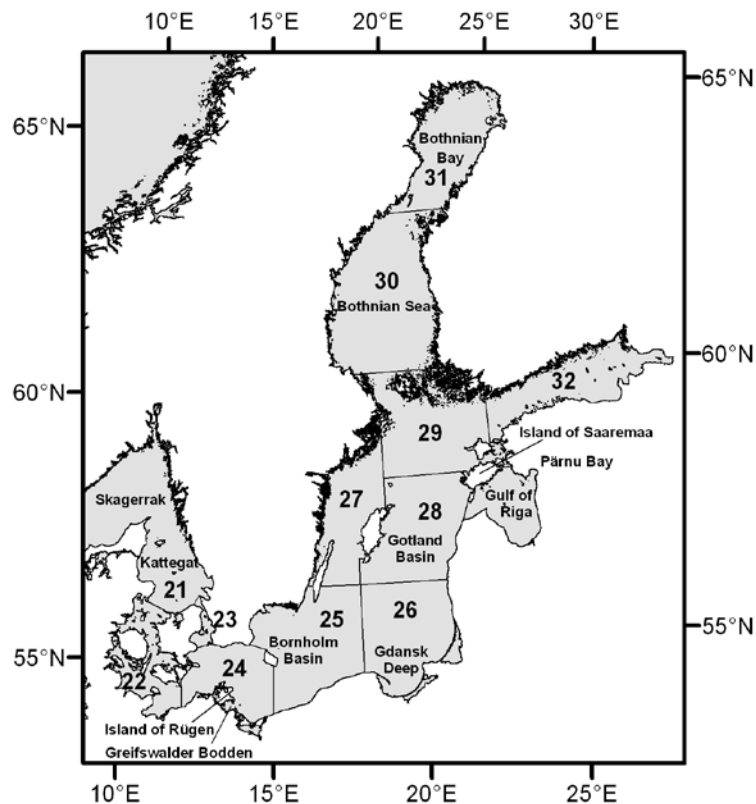 10°E 15°E 20°E 25°E 30°E
65°N
65°N
Bothnian
Bay
31
30
Bothnian Sea
60°N
60°N
32
29
Island of Saaremaa
Pärnu Bay
27
28
Gulf of
Riga
Skagerrak
Gotland
Basin
Kattegat
21
23
25
26
55°N
Bornholm
Basin
55°N
24
Gdansk
Deep
22
Island of Rügen
Greifswalder Bodden
10°E 15°E 20°E 25°E